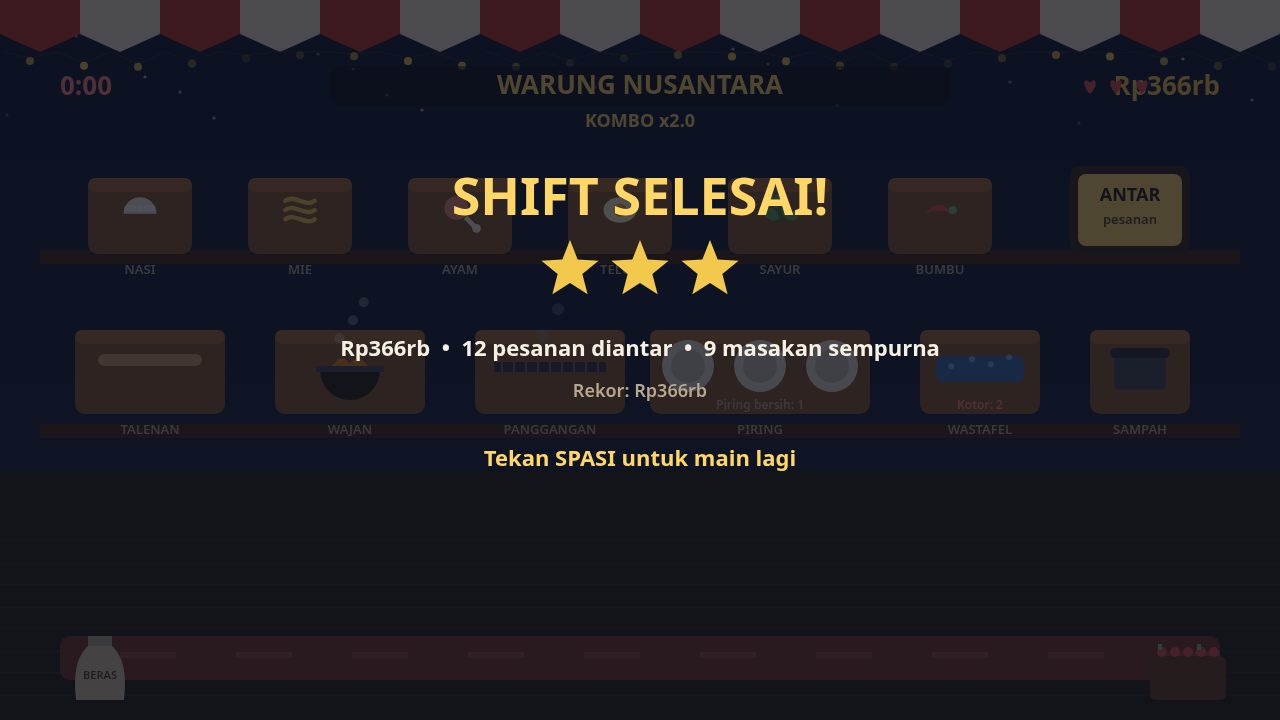 0:00
WARUNG NUSANTARA
Rp366rb
KOMBO x2.0
SHIFT SELESAI!
ANTAR
pesanan
NASI
MIE
AYAM
SAYUR
BUMBU
Rp366rb • 12 pesanan diantar • 9 masakan sempurna
Rekor: Rp366rb
Piring bersih: 1
Kotor: 2
TALENAN
WAJAN
PANGGANGAN
PIRING
WASTAFEL
SAMPAH
Tekan SPASI untuk main lagi
BERAS